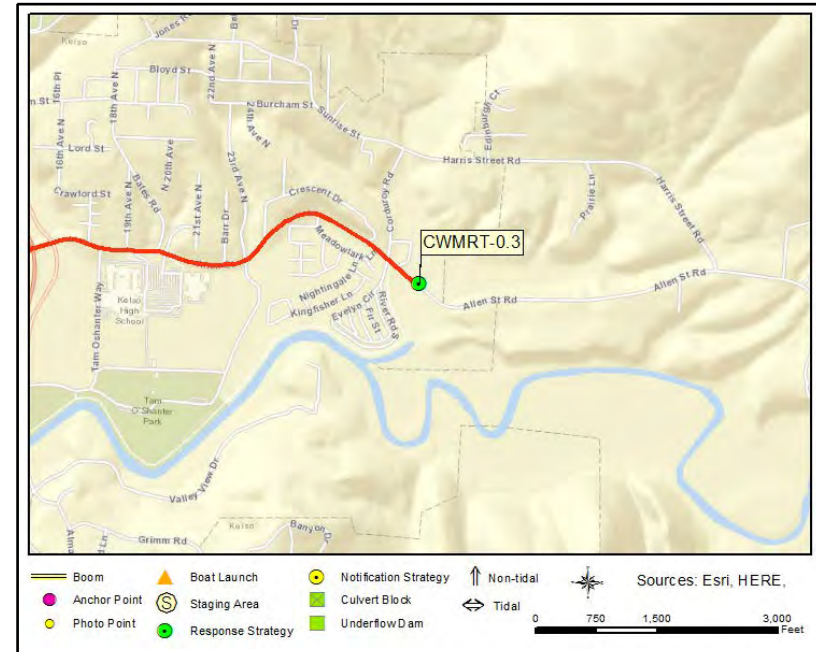 Kelso
Jones Rd
Bloyd St
16th Pl
18th Ave N
22nd Ave N
24th Ave N
Burcham St
Sunrise St
Edinburgh Ct
Lord St
16th Ave N
N 20th Ave
23rd Ave N
Harris Street Rd
Crawford St
19th Ave N
Bates Rd
21st Ave N
Barr Dr
Crescent Dr
Comproy Rd
Prairie Ln
Harris Street Rd
CWMRT-0.3
Meadowlark Ln
Nightingale Ln
Kingfisher Ln
Evelyn Cir
Fir St
River Rd S
Allen St Rd
Allen St Rd
Kelso
High
School
Tam Oshanter Way
Tam
O'Shanter
Park
Valley View Dr
Grimm Rd
Kelso
Banyon Dr
Boom
Boat Launch
Notification Strategy
Non-tidal
Sources: Esri, HERE,
Anchor Point
S
Staging Area
Culvert Block
Tidal
Photo Point
Response Strategy
Underflow Dam
0 750 1,500 3,000
Feet